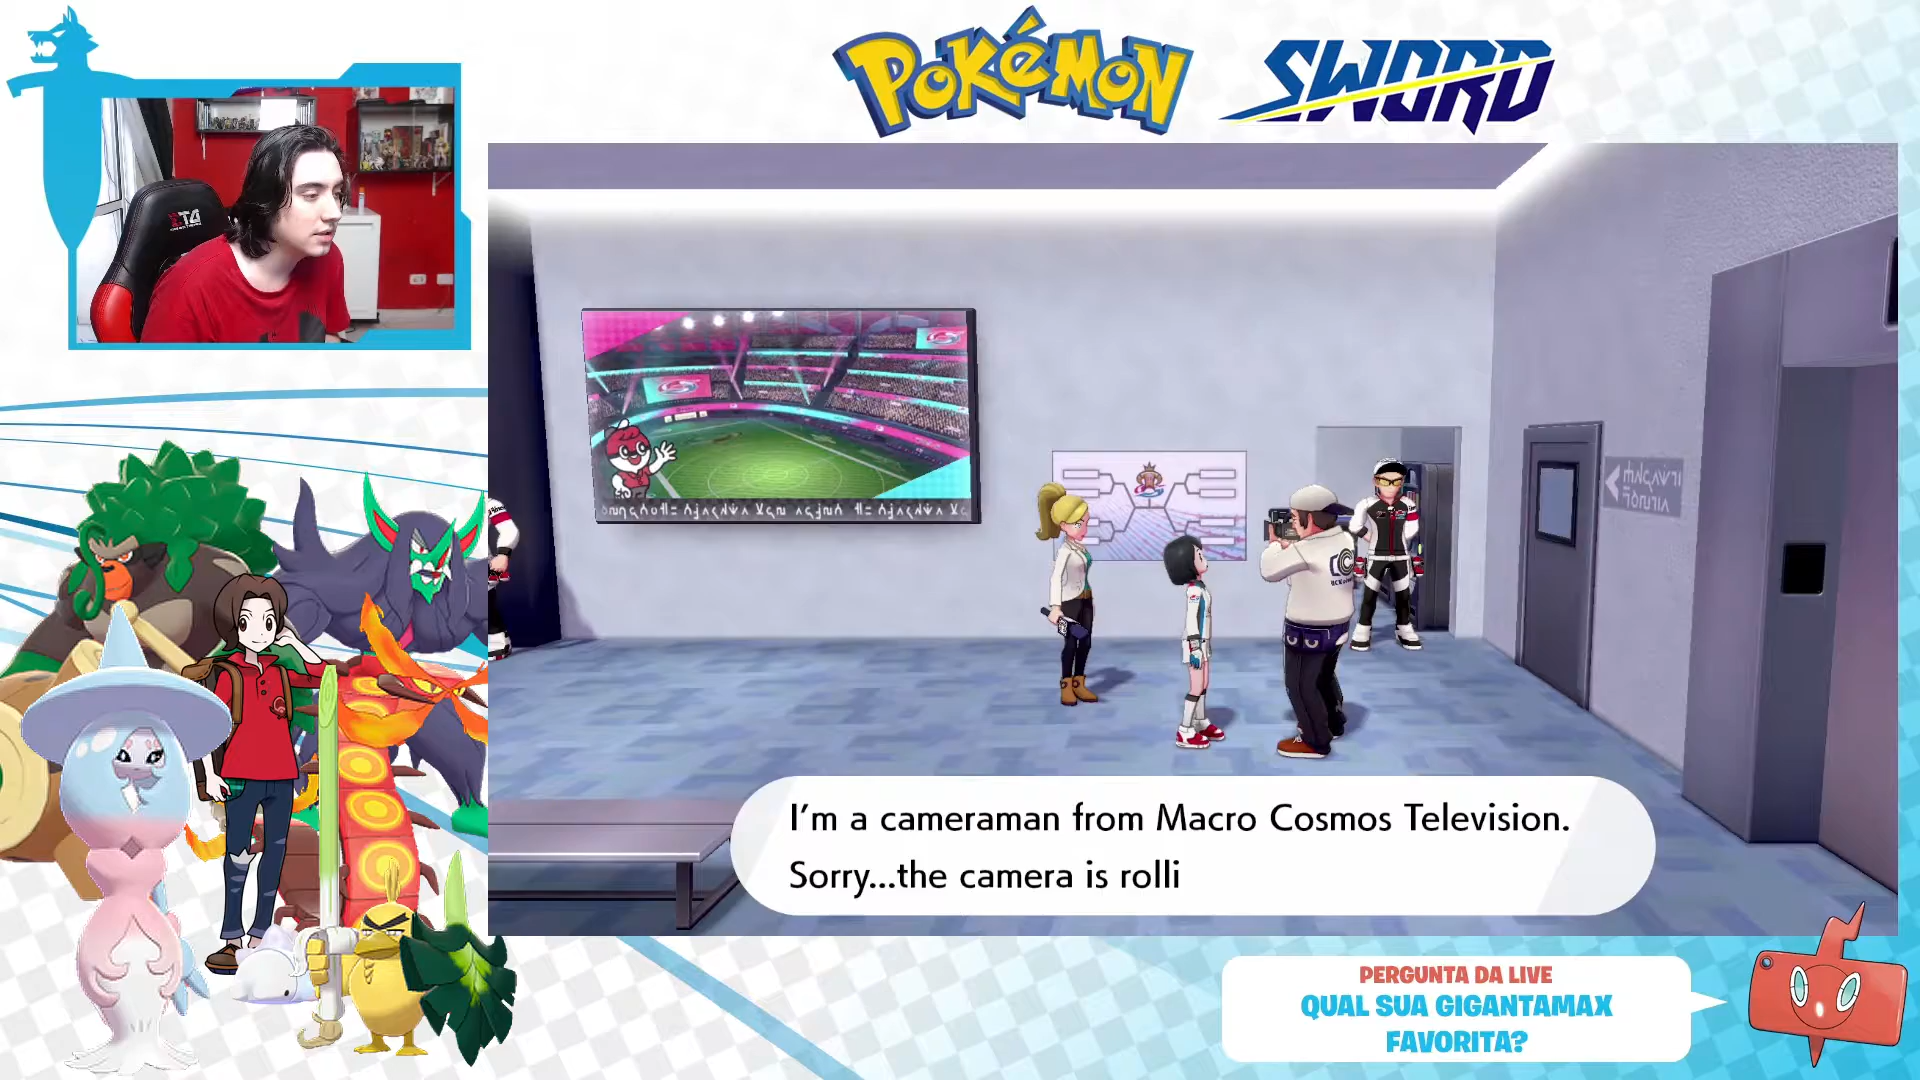 POKÉMON
SWORD
I'm a cameraman from Macro Cosmos Television.
Sorry...the camera is rolli
PERGUNTA DA LIVE
QUAL SUA GIGANTAMAX
FAVORITA?